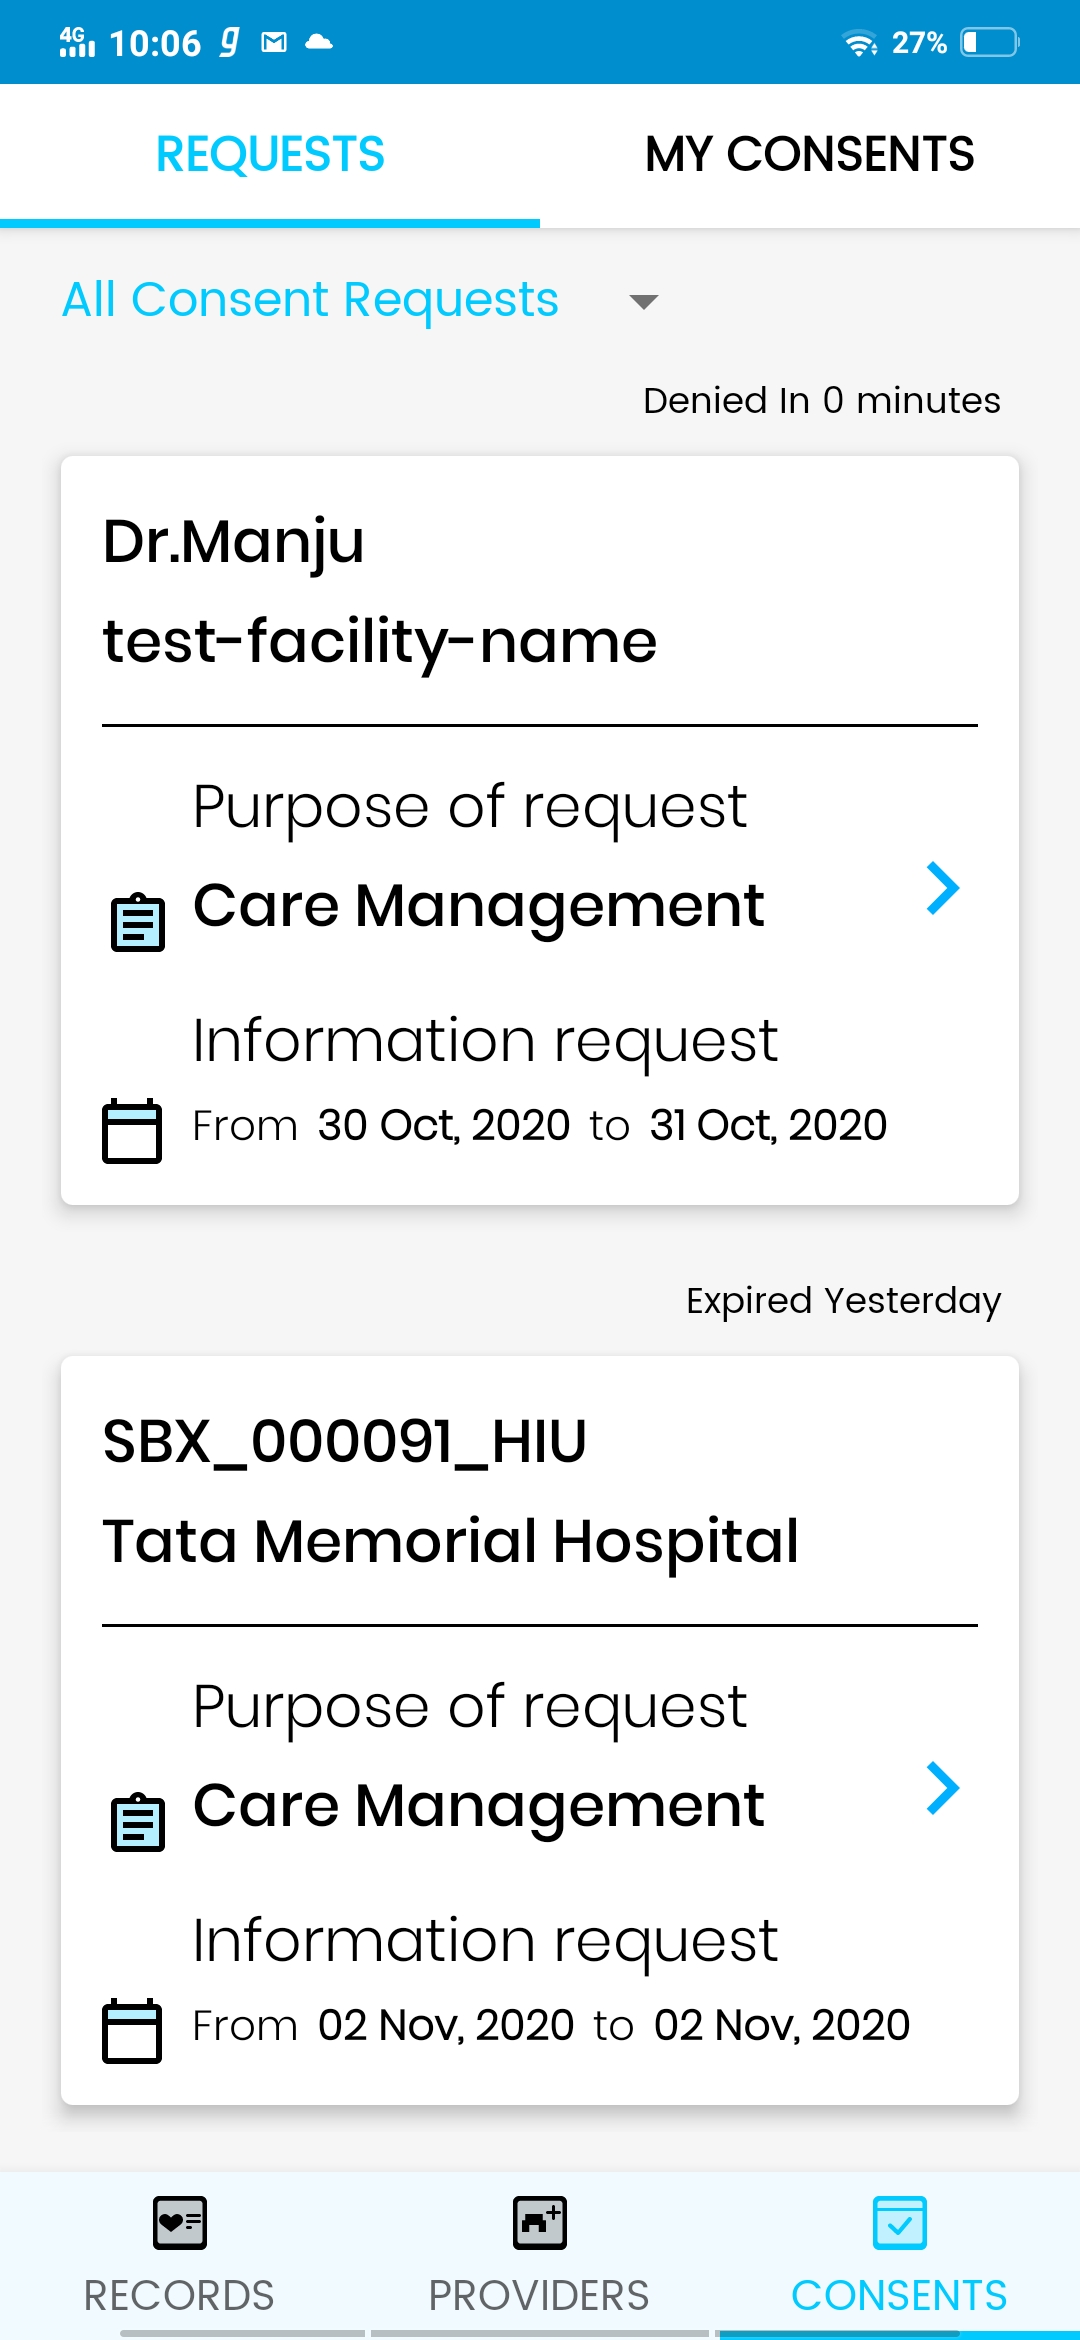 4G 10:06 27%
REQUESTS MY CONSENTS
All Consent Requests
Denied In 0 minutes
Dr.Manju
test-facility-name
Purpose of request
Care Management
Information request
From 30 Oct, 2020 to 31 Oct, 2020
Expired Yesterday
SBX_000091_HIU
Tata Memorial Hospital
Purpose of request
Care Management
Information request
From 02 Nov, 2020 to 02 Nov, 2020
RECORDS PROVIDERS CONSENTS